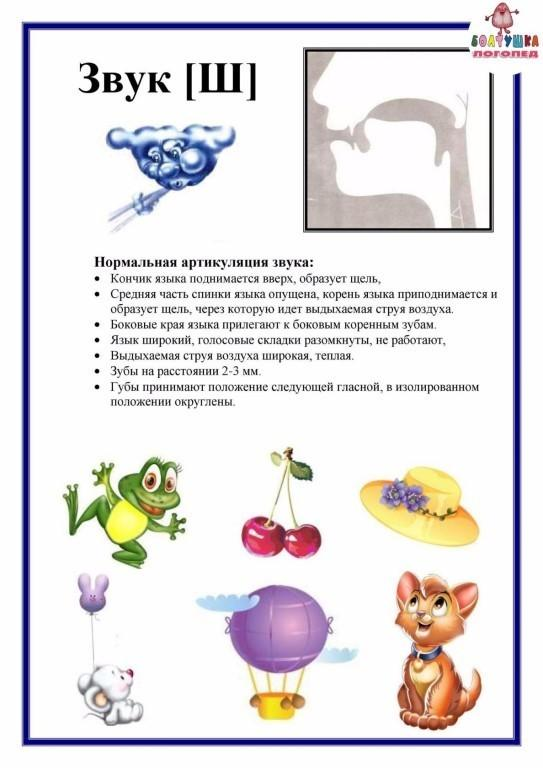 БОЛТУШКА
ЛОГОПЕД
Звук [Ш]
Нормальная артикуляция звука:
• Кончик языка поднимается вверх, образует щель,
• Средняя часть спинки языка опущена, корень языка приподнимается и
образует щель, через которую идет выдыхаемая струя воздуха.
• Боковые края языка прилегают к боковым коренным зубам.
• Язык широкий, голосовые складки разомкнуты, не работают,
• Выдыхаемая струя воздуха широкая, теплая.
• Зубы на расстоянии 2-3 мм.
• Губы принимают положение следующей гласной, в изолированном
положении округлены.